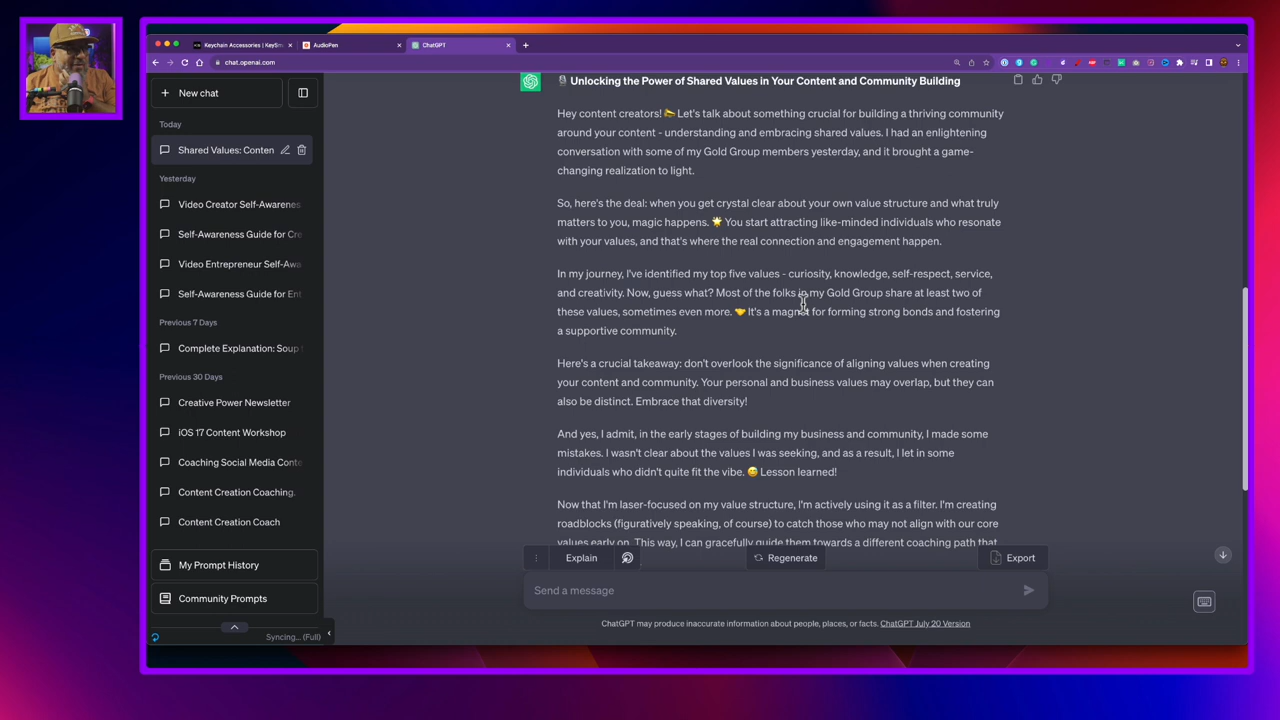 Keychain Accessories | KeySm
AudioPen
ChatGPT
chat.openai.com
New chat
Today
Shared Values: Conten
Yesterday
Video Creator Self-Awarenes
Self-Awareness Guide for Cre
Video Entrepreneur Self-Awa
Self-Awareness Guide for Ent
Previous 7 Days
Complete Explanation: Soup
Previous 30 Days
Creative Power Newsletter
iOS 17 Content Workshop
Coaching Social Media Conte
Content Creation Coaching.
Content Creation Coach
My Prompt History
Community Prompts
Syncing... (Full)
Unlocking the Power of Shared Values in Your Content and Community Building
Hey content creators! Let's talk about something crucial for building a thriving community
around your content - understanding and embracing shared values. I had an enlightening
conversation with some of my Gold Group members yesterday, and it brought a game-
changing realization to light.
So, here's the deal: when you get crystal clear about your own value structure and what truly
matters to you, magic happens. 🌟 You start attracting like-minded individuals who resonate
with your values, and that's where the real connection and engagement happen.
In my journey, I've identified my top five values - curiosity, knowledge, self-respect, service,
and creativity. Now, guess what? Most of the folks in my Gold Group share at least two of
these values, sometimes even more. 🤝 It's a magnet for forming strong bonds and fostering
a supportive community.
Here's a crucial takeaway: don't overlook the significance of aligning values when creating
your content and community. Your personal and business values may overlap, but they can
also be distinct. Embrace that diversity!
And yes, I admit, in the early stages of building my business and community, I made some
mistakes. I wasn't clear about the values I was seeking, and as a result, I let in some
individuals who didn't quite fit the vibe. 😅 Lesson learned!
Now that I'm laser-focused on my value structure, I'm actively using it as a filter. I'm creating
roadblocks (figuratively speaking, of course) to catch those who may not align with our core
values early on. This way, I can gracefully guide them towards a different coaching path that
Explain
Regenerate
Export
Send a message
ChatGPT may produce inaccurate information about people, places, or facts. ChatGPT July 20 Version